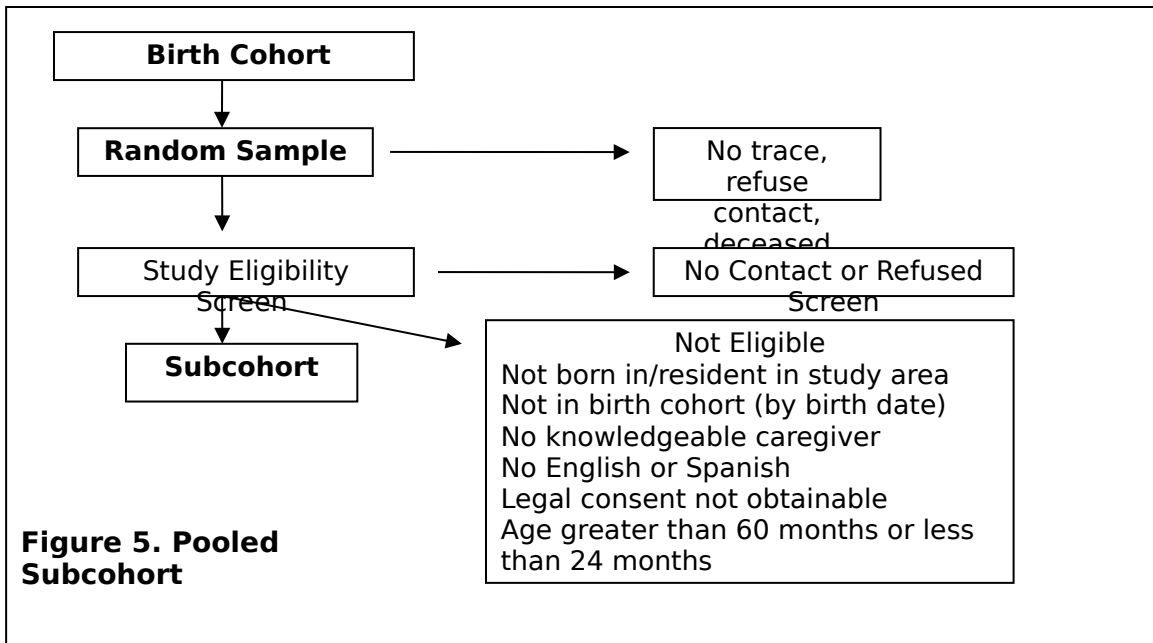 Birth Cohort
Random Sample
No trace,
refuse
contact,
deceased
Study Eligibility
Screen
No Contact or Refused
Screen
Subcohort
Not Eligible
Not born in/resident in study area
Not in birth cohort (by birth date)
No knowledgeable caregiver
No English or Spanish
Legal consent not obtainable
Age greater than 60 months or less
than 24 months
Figure 5. Pooled
Subcohort